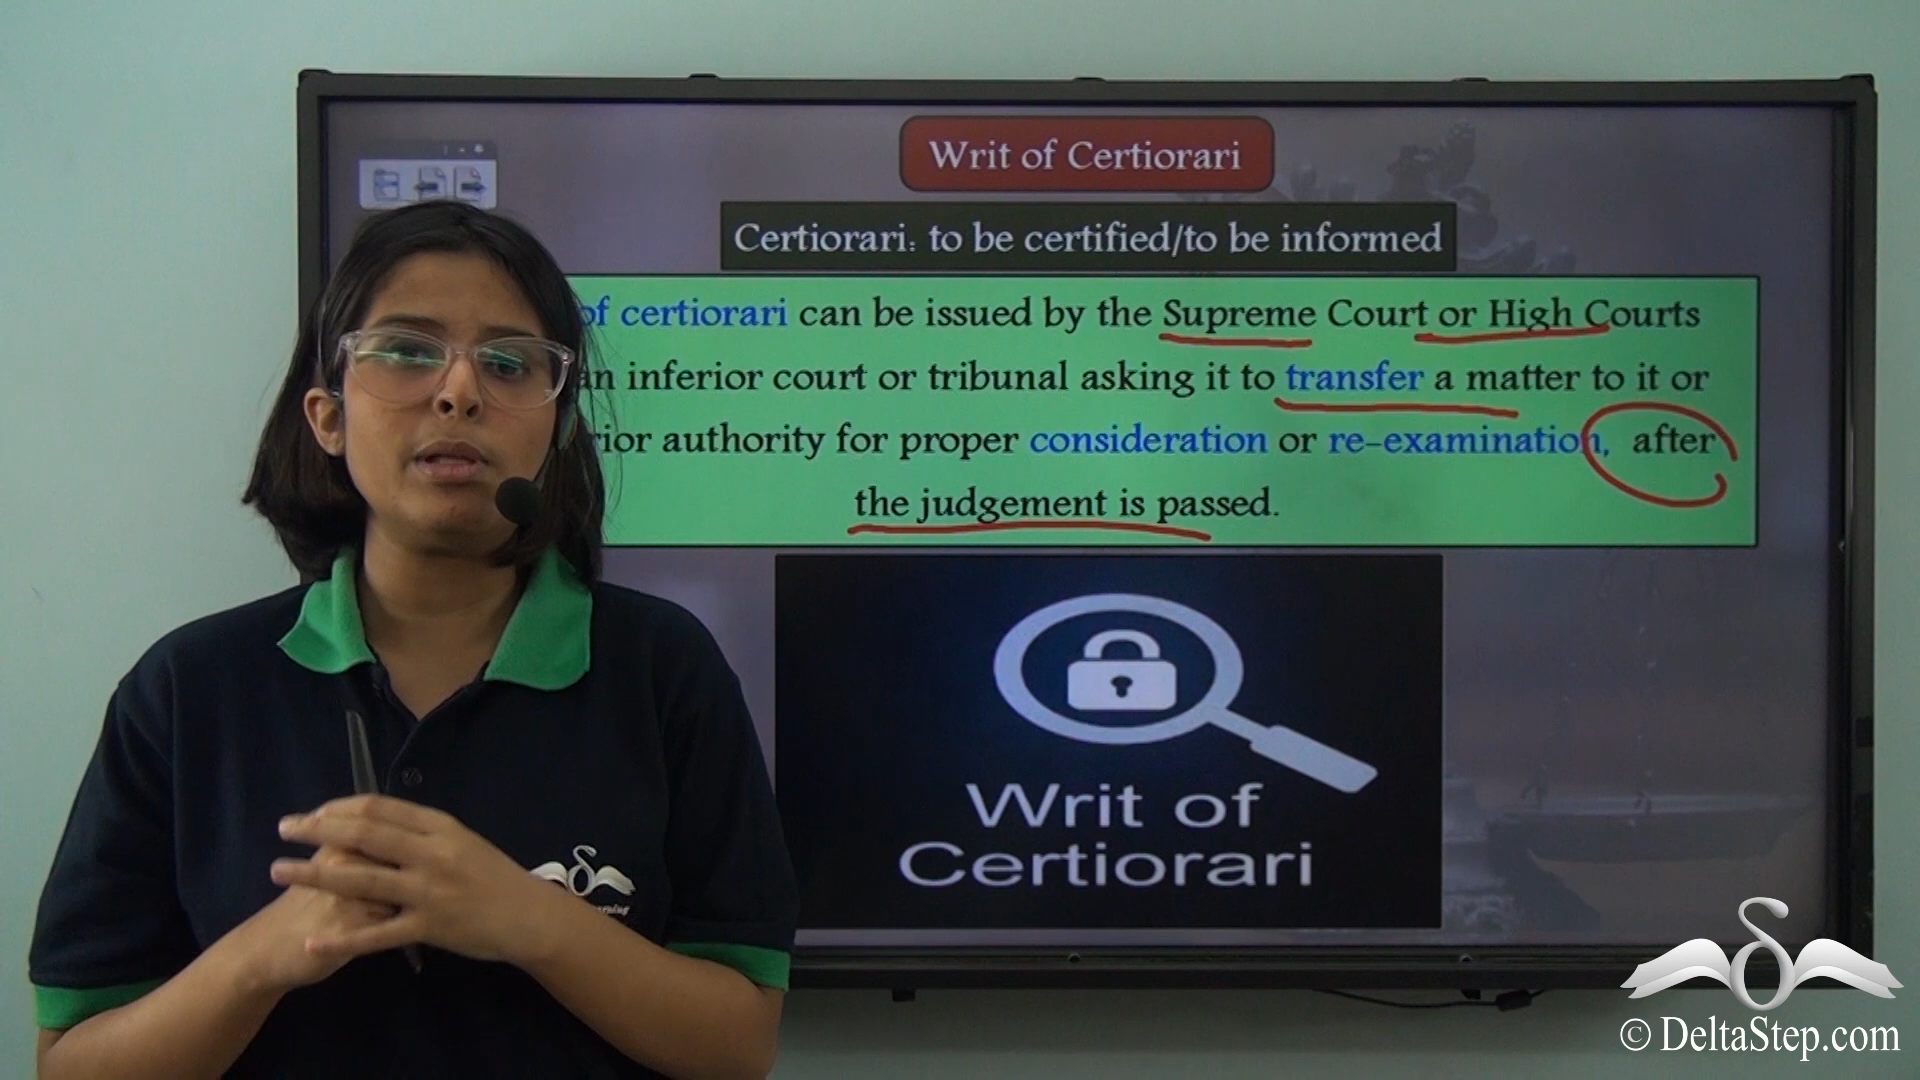 Writ of Certiorari
Certiorari: to be certified/to be informed
of certiorari can be issued by the Supreme Court or High Courts
an inferior court or tribunal asking it to transfer a matter to it or
authority for proper consideration or re-examination, after
the judgement is passed.
Writ of
Certiorari
© DeltaStep.com